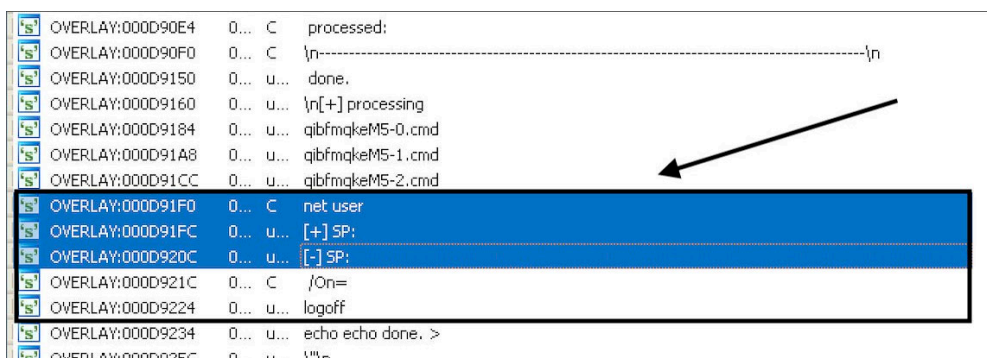 's' OVERLAY:000D90E4 0... C processed:
's' OVERLAY:000D90F0 0... C \n--------------------------------------------------------------------------------\n
's' OVERLAY:000D9150 0... u... done.
's' OVERLAY:000D9160 0... u... \n[+] processing
's' OVERLAY:000D9184 0... u... qibfmqkeM5-0.cmd
's' OVERLAY:000D91A8 0... u... qibfmqkeM5-1.cmd
's' OVERLAY:000D91CC 0... u... qibfmqkeM5-2.cmd
's' OVERLAY:000D91F0 0... C net user
's' OVERLAY:000D91FC 0... u... [+] SP:
's' OVERLAY:000D920C 0... u... [-] SP:
's' OVERLAY:000D921C 0... C /On=
's' OVERLAY:000D9224 0... u... logoff
's' OVERLAY:000D9234 0... u... echo echo done. >